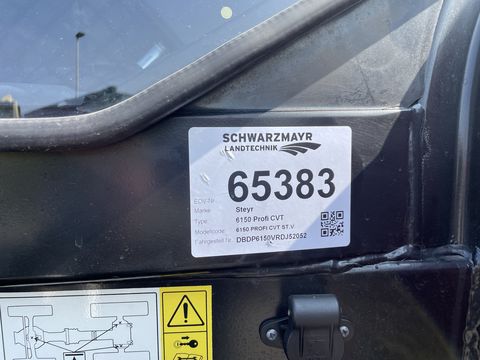 SCHWARZMAYR
LANDTECHNIK
65383
EDV-Nr.
Marke: Steyr
Type: 6150 Profi CVT
Modellcode: 6150 PROFI CVT ST.V
Fahrgestell Nr. DBDP6150VRDJ52052